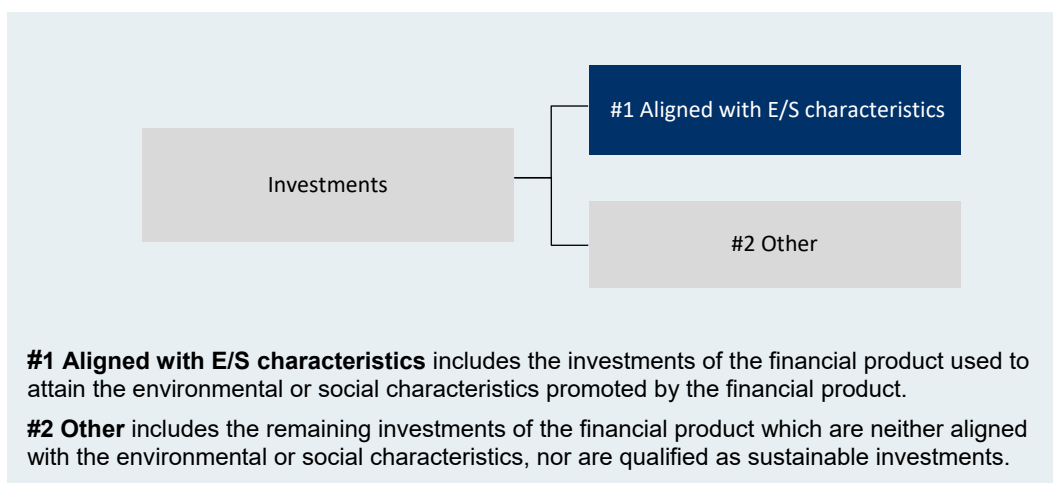 #1 Aligned with E/S characteristics
Investments
#2 Other
#1 Aligned with E/S characteristics includes the investments of the financial product used to
attain the environmental or social characteristics promoted by the financial product.
#2 Other includes the remaining investments of the financial product which are neither aligned
with the environmental or social characteristics, nor are qualified as sustainable investments.